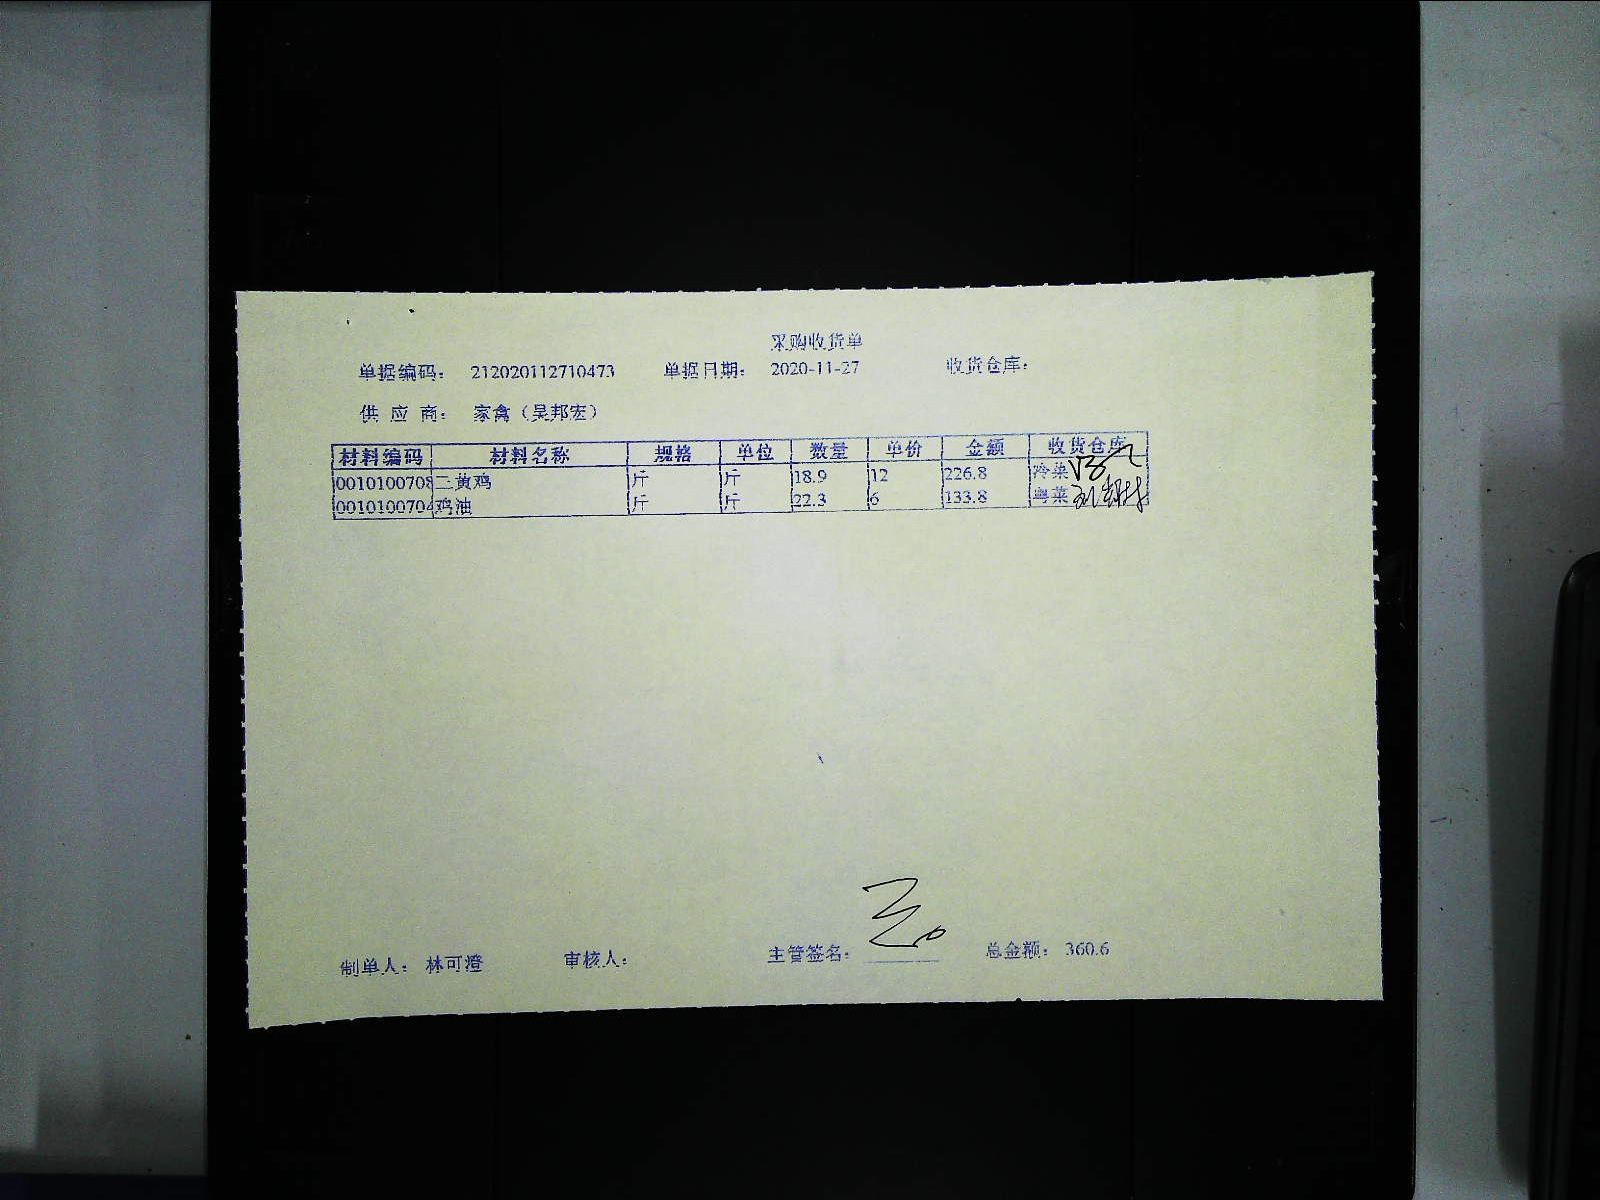 采购收货单
单据编码： 212020112710473 单据日期： 2020-11-27 收货仓库：
供 应 商： 家禽（吴邦宏）
材料编码 材料名称 规格 单位 数量 单价 金额 收货仓库
0010100708 二黄鸡 斤 斤 18.9 12 226.8 冷菜
0010100704 鸡油 斤 斤 22.3 6 133.8 粤菜
制单人： 林可澄 审核人： 主管签名： 总金额： 360.6